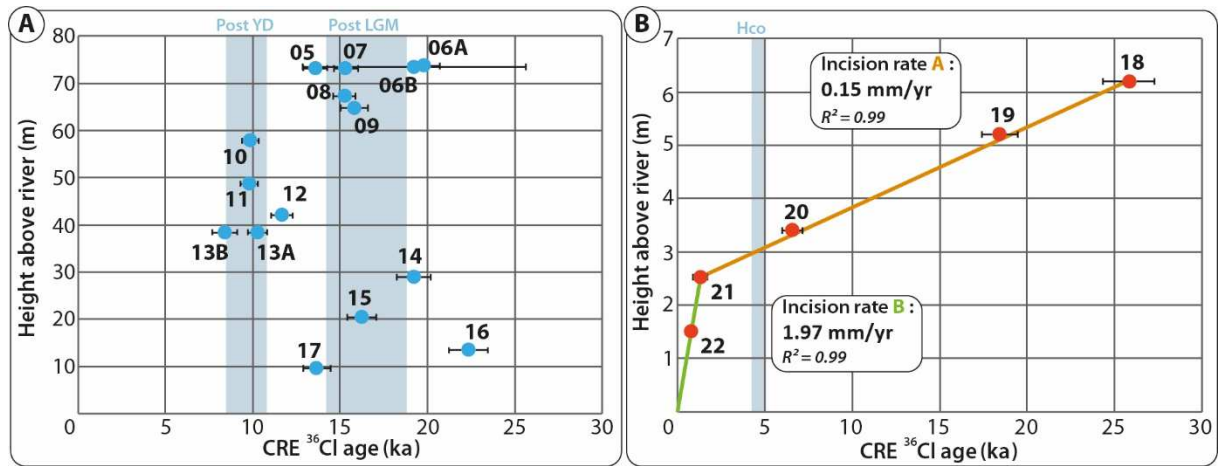 A
Post YD
Post LGM
80
70
60
50
40
30
20
10
0
5
10
15
20
25
30
Height above river (m)
CRE ³⁶Cl age (ka)
05
07
06A
06B
08
09
10
11
12
13B
13A
14
15
16
17
B
Hco
7
6
5
4
3
2
1
0
5
10
15
20
25
30
Height above river (m)
CRE ³⁶Cl age (ka)
Incision rate A :
0.15 mm/yr
R² = 0.99
18
19
20
21
22
Incision rate B :
1.97 mm/yr
R² = 0.99